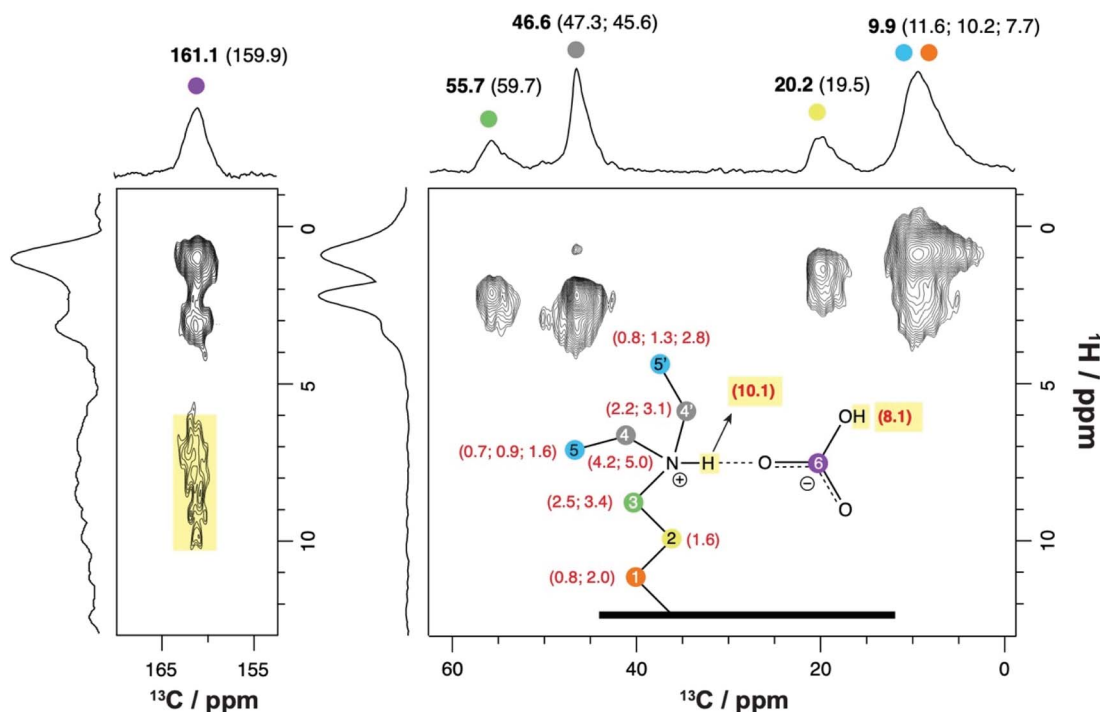 161.1 (159.9)
55.7 (59.7)
46.6 (47.3; 45.6)
20.2 (19.5)
9.9 (11.6; 10.2; 7.7)
0
5
10
165
155
¹³C / ppm
(0.8; 1.3; 2.8)
5'
(10.1)
(2.2; 3.1)
4'
OH (8.1)
4
(0.7; 0.9; 1.6) 5
(4.2; 5.0) N H O 6
⊕ ⊖
(2.5; 3.4) 3
O
2 (1.6)
(0.8; 2.0) 1
0
5
10
¹H / ppm
60
40
20
0
¹³C / ppm